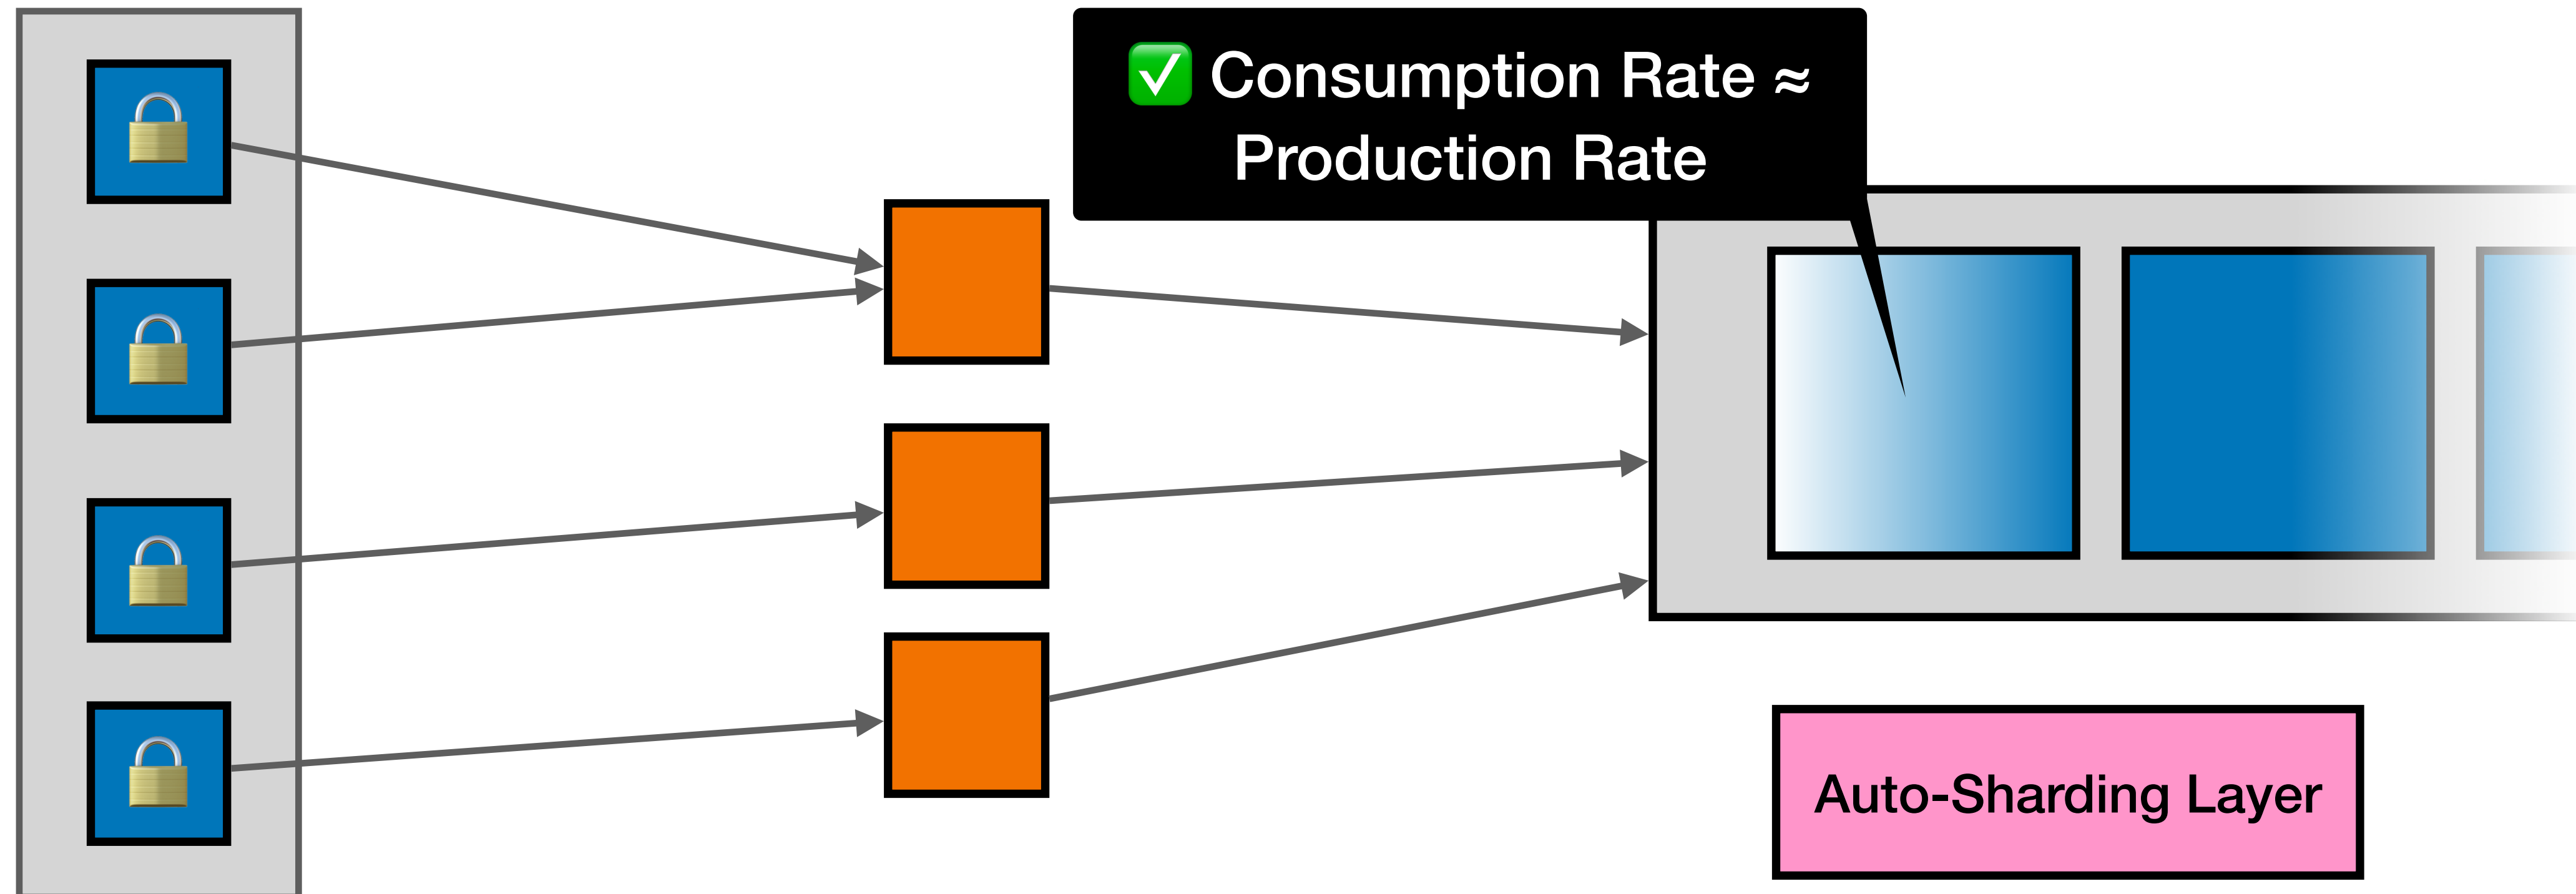 ✅ Consumption Rate ≈
Production Rate
Auto-Sharding Layer